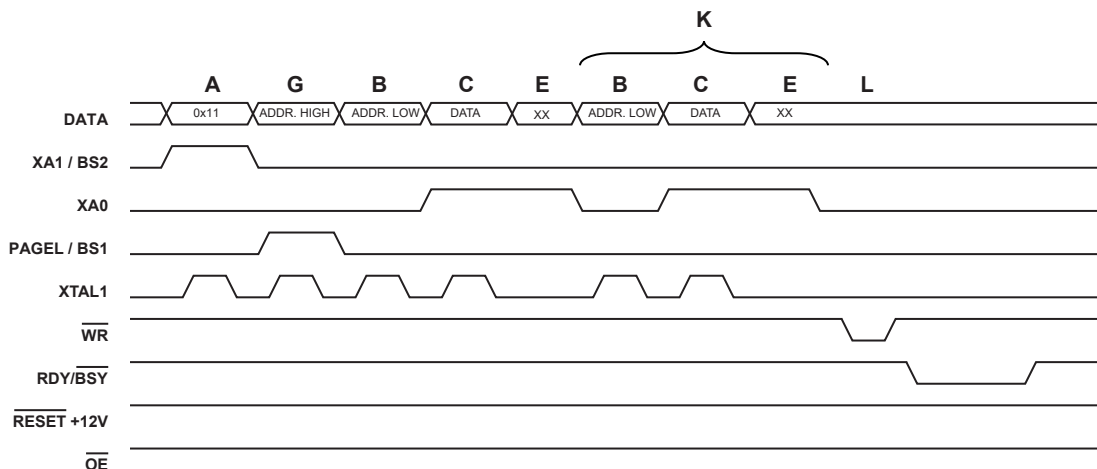 K
A G B C E B C E L
DATA 0x11 ADDR. HIGH ADDR. LOW DATA XX ADDR. LOW DATA XX
XA1 / BS2
XA0
PAGEL / BS1
XTAL1
WR
RDY/BSY
RESET +12V
OE